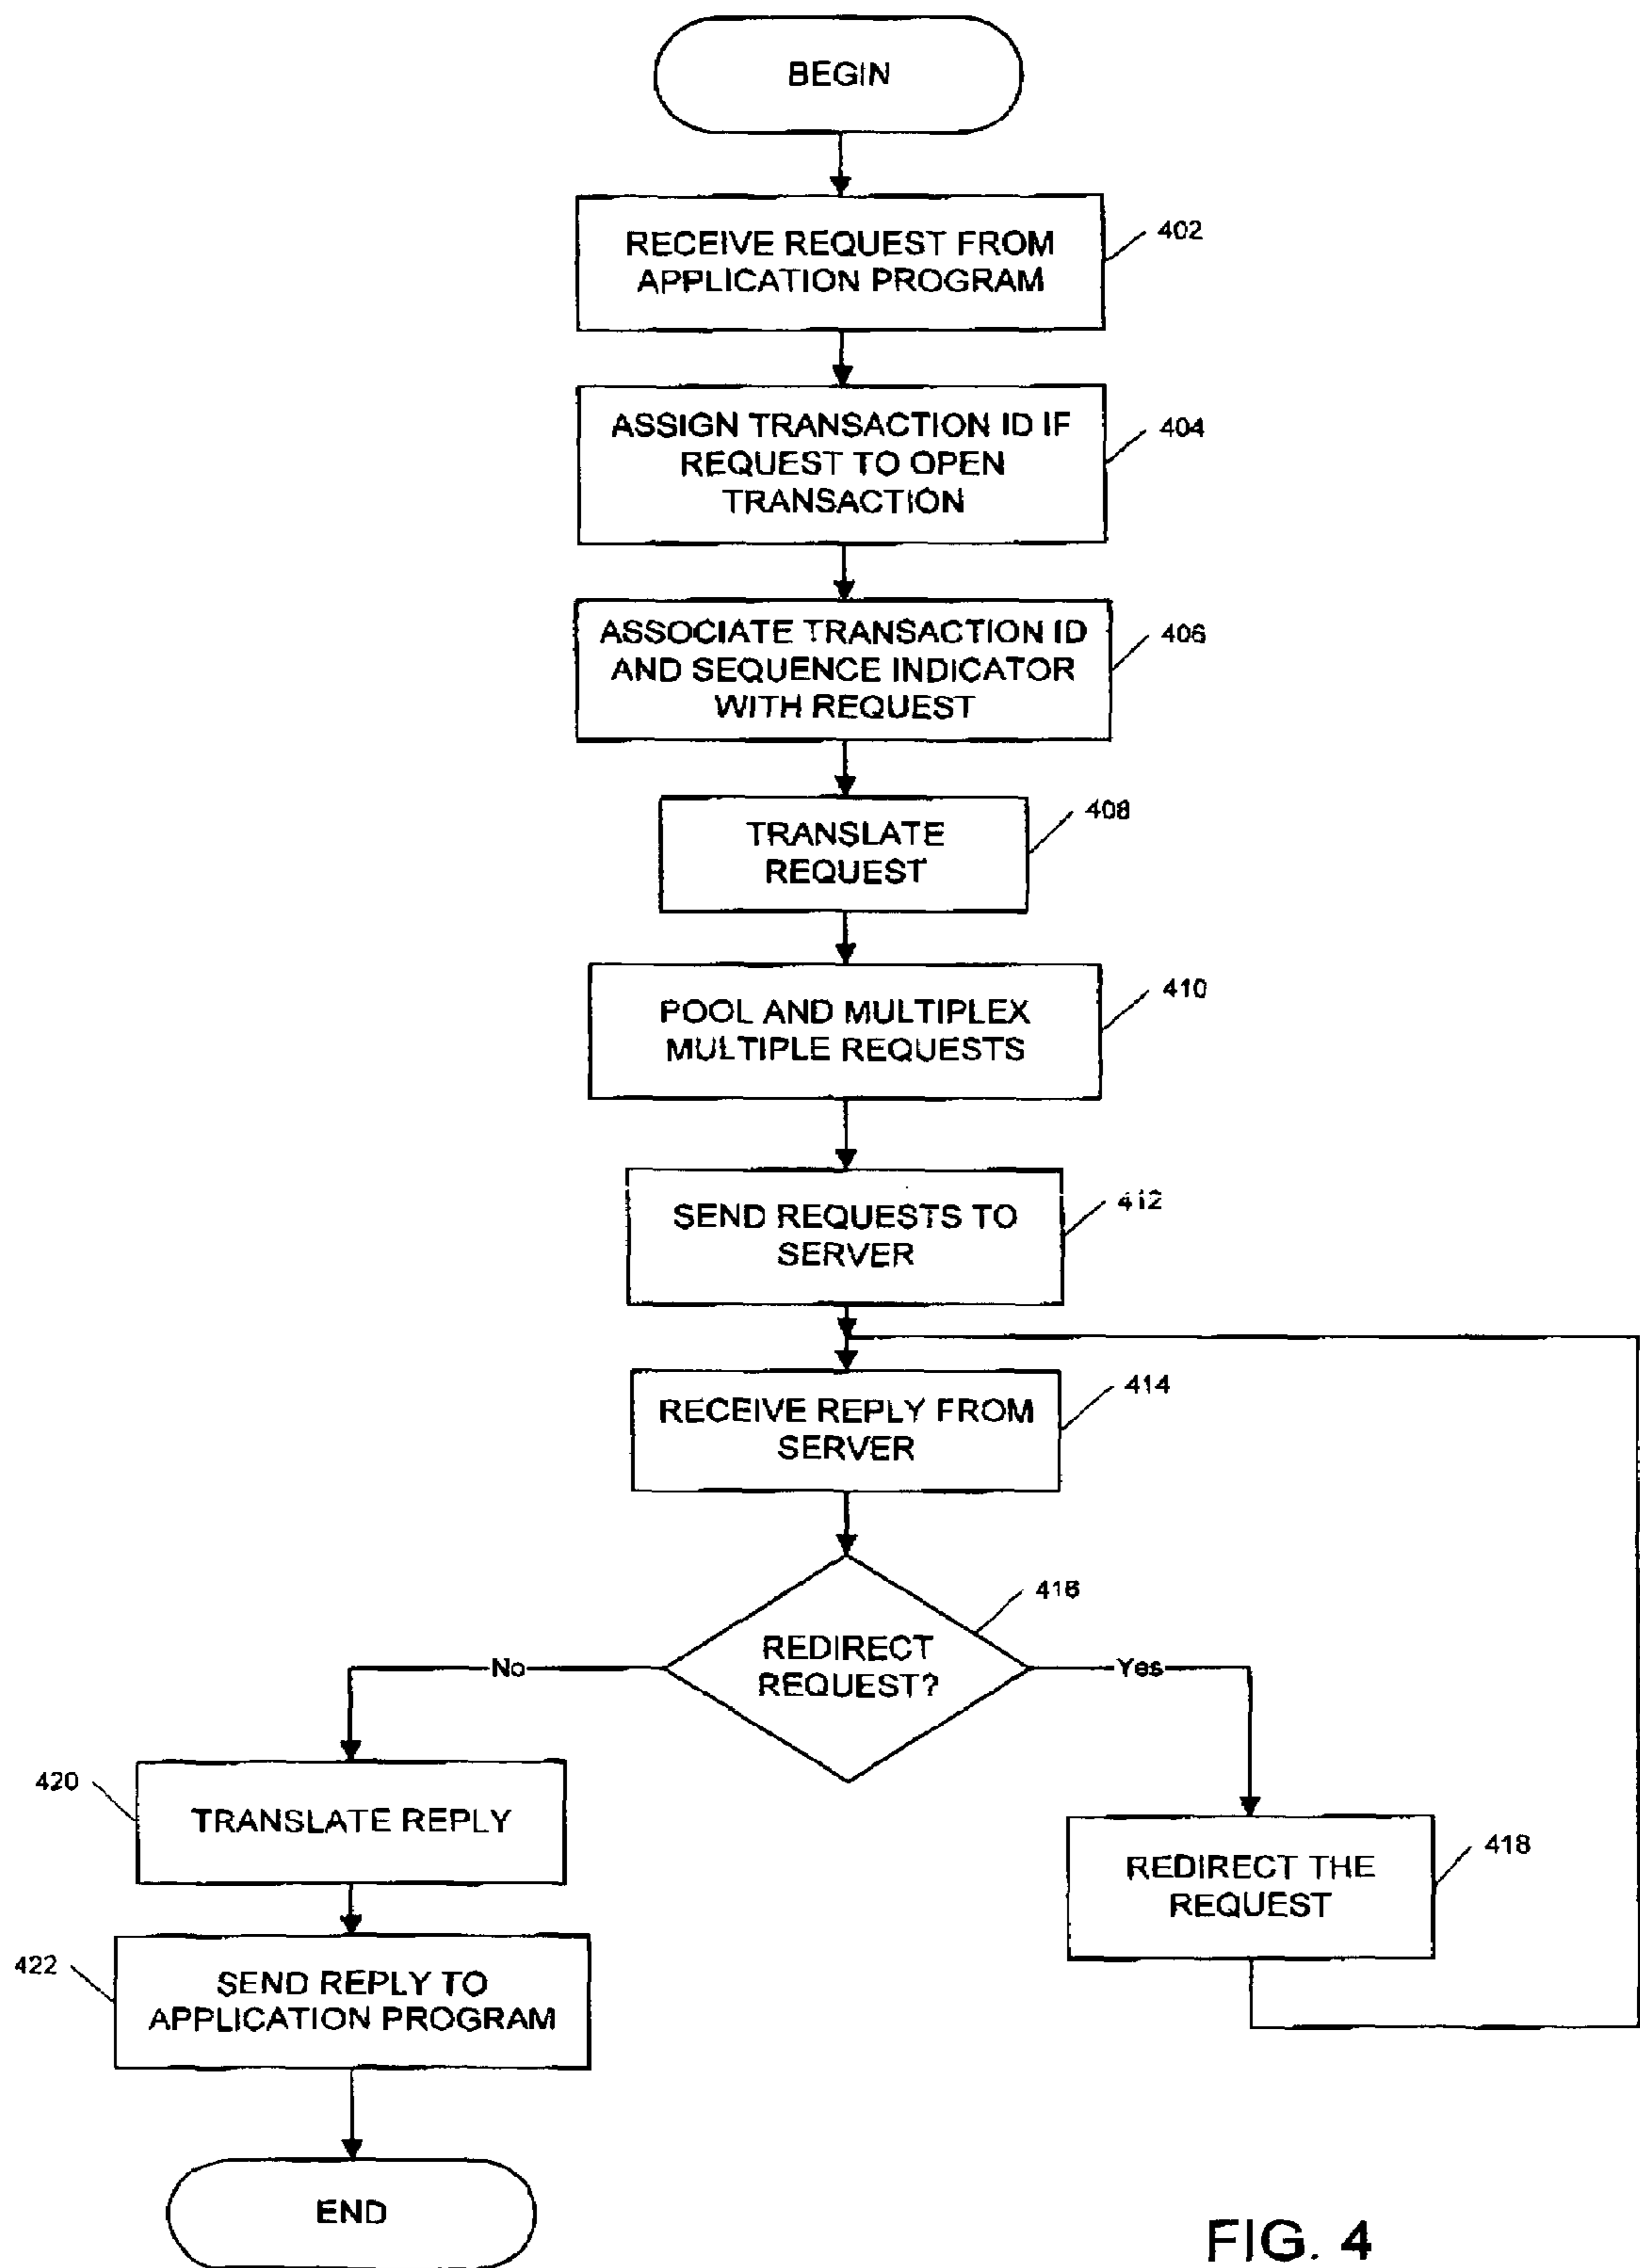 BEGIN
RECEIVE REQUEST FROM
APPLICATION PROGRAM
402
ASSIGN TRANSACTION ID IF
REQUEST TO OPEN
TRANSACTION
404
ASSOCIATE TRANSACTION ID
AND SEQUENCE INDICATOR
WITH REQUEST
406
TRANSLATE
REQUEST
408
POOL AND MULTIPLEX
MULTIPLE REQUESTS
410
SEND REQUESTS TO
SERVER
412
RECEIVE REPLY FROM
SERVER
414
REDIRECT
REQUEST?
416
No
Yes
420
TRANSLATE REPLY
REDIRECT THE
REQUEST
418
422
SEND REPLY TO
APPLICATION PROGRAM
END
FIG. 4